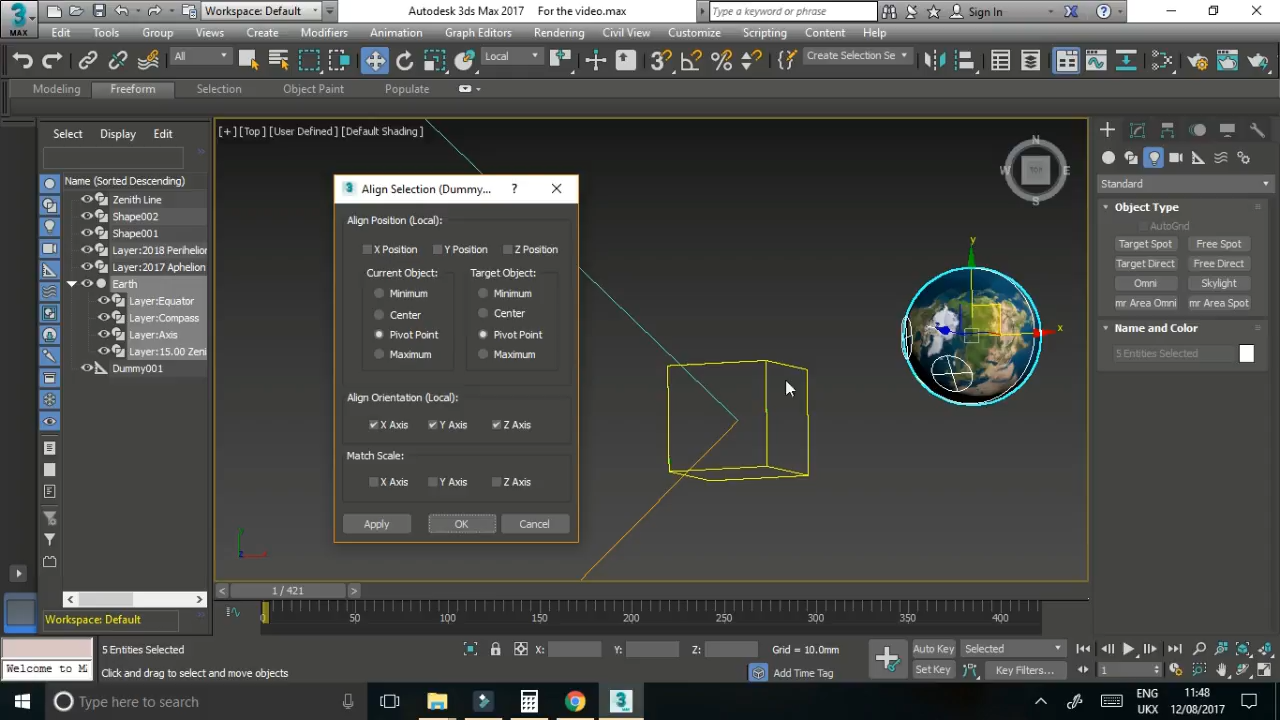 3
MAX
Workspace: Default
Autodesk 3ds Max 2017 For the video.max
Type a keyword or phrase
Sign In
Edit Tools Group Views Create Modifiers Animation Graph Editors Rendering Civil View Customize Scripting Content Help
All
Local
Create Selection Se
Modeling Freeform Selection Object Paint Populate
Select Display Edit
Name (Sorted Descending)
Zenith Line
Shape002
Shape001
Layer:2018 Perihelion
Layer:2017 Aphelion
Earth
Layer:Equator
Layer:Compass
Layer:Axis
Layer:15.00 Zeni
Dummy001
Workspace: Default
[+] [Top] [User Defined] [Default Shading]
N
W TOP E
S
y
x
Align Selection (Dummy...
?
Align Position (Local):
X Position Y Position Z Position
Current Object: Target Object:
Minimum Minimum
Center Center
Pivot Point Pivot Point
Maximum Maximum
Align Orientation (Local):
X Axis Y Axis Z Axis
Match Scale:
X Axis Y Axis Z Axis
Apply OK Cancel
Standard
Object Type
AutoGrid
Target Spot Free Spot
Target Direct Free Direct
Omni Skylight
mr Area Omni mr Area Spot
Name and Color
5 Entities Selected
< 1 / 421 >
0 50 100 150 200 250 300 350 400
5 Entities Selected
X: Y: Z: Grid = 10.0mm
Auto Key Selected
Welcome to M
Click and drag to select and move objects
Add Time Tag
Set Key Key Filters...
1
Type here to search
ENG
UKX
11:48
12/08/2017